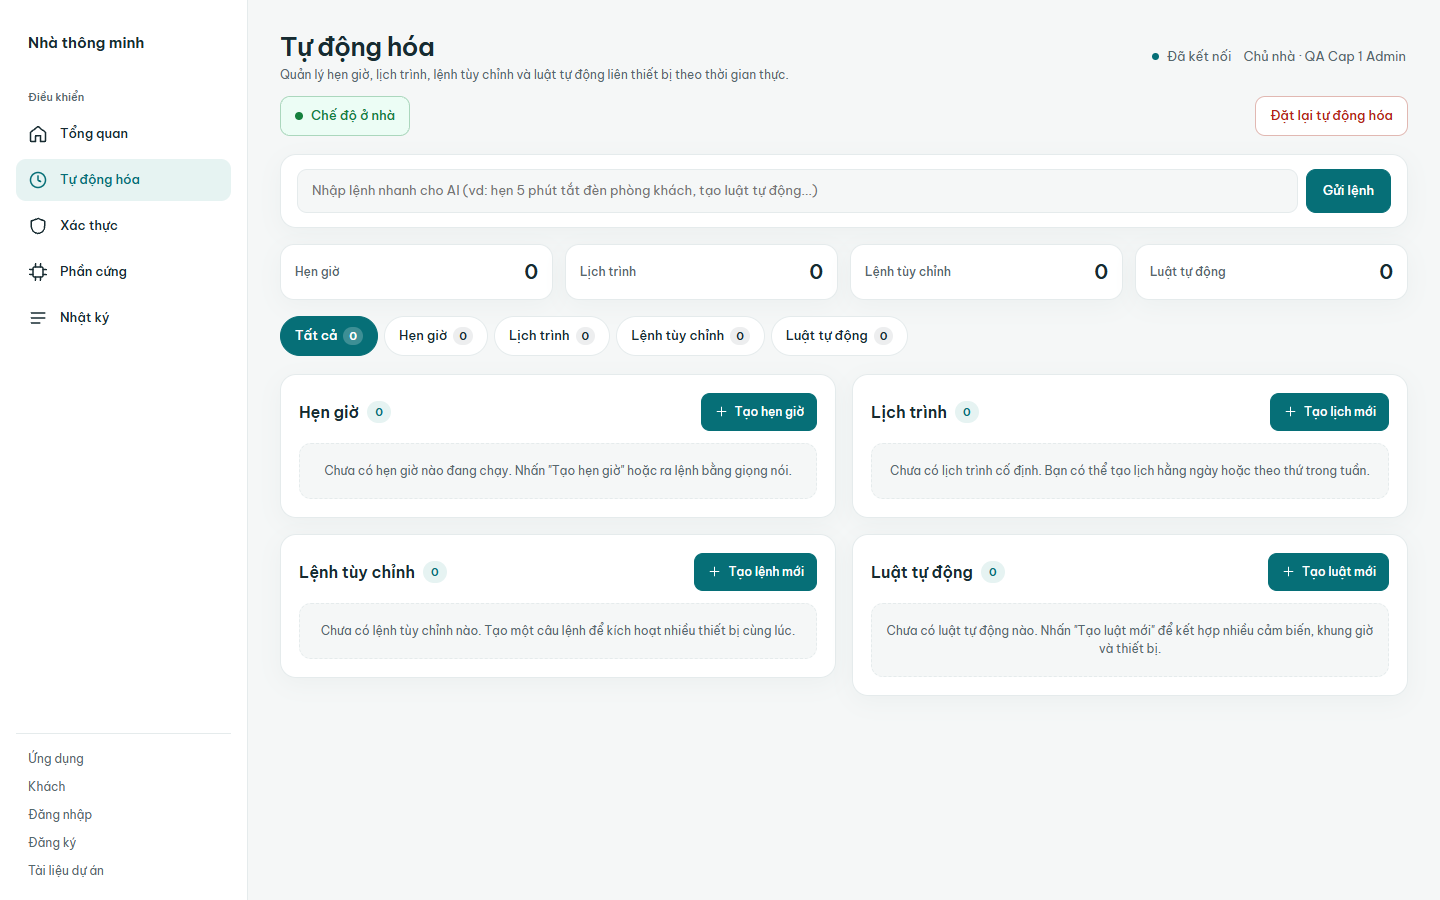 Nhà thông minh
Điều khiển
Tổng quan
Tự động hóa
Xác thực
Phần cứng
Nhật ký
Ứng dụng
Khách
Đăng nhập
Đăng ký
Tài liệu dự án
Tự động hóa
Quản lý hẹn giờ, lịch trình, lệnh tùy chỉnh và luật tự động liên thiết bị theo thời gian thực.
Đã kết nối
Chủ nhà · QA Cap 1 Admin
Chế độ ở nhà
Đặt lại tự động hóa
Nhập lệnh nhanh cho AI (vd: hẹn 5 phút tắt đèn phòng khách, tạo luật tự động...)
Gửi lệnh
Hẹn giờ 0
Lịch trình 0
Lệnh tùy chỉnh 0
Luật tự động 0
Tất cả 0
Hẹn giờ 0
Lịch trình 0
Lệnh tùy chỉnh 0
Luật tự động 0
Hẹn giờ 0
+ Tạo hẹn giờ
Chưa có hẹn giờ nào đang chạy. Nhấn "Tạo hẹn giờ" hoặc ra lệnh bằng giọng nói.
Lịch trình 0
+ Tạo lịch mới
Chưa có lịch trình cố định. Bạn có thể tạo lịch hằng ngày hoặc theo thứ trong tuần.
Lệnh tùy chỉnh 0
+ Tạo lệnh mới
Chưa có lệnh tùy chỉnh nào. Tạo một câu lệnh để kích hoạt nhiều thiết bị cùng lúc.
Luật tự động 0
+ Tạo luật mới
Chưa có luật tự động nào. Nhấn "Tạo luật mới" để kết hợp nhiều cảm biến, khung giờ
và thiết bị.